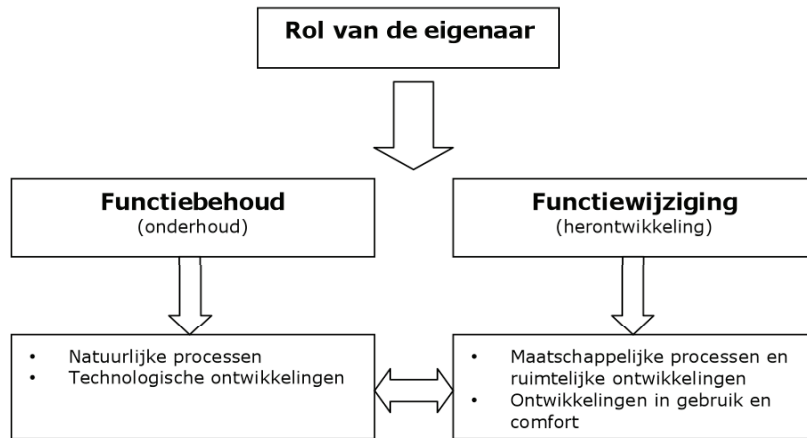 Rol van de eigenaar
Functiebehoud
(onderhoud)
Functiewijziging
(herontwikkeling)
• Natuurlijke processen
• Technologische ontwikkelingen
• Maatschappelijke processen en
ruimtelijke ontwikkelingen
• Ontwikkelingen in gebruik en
comfort